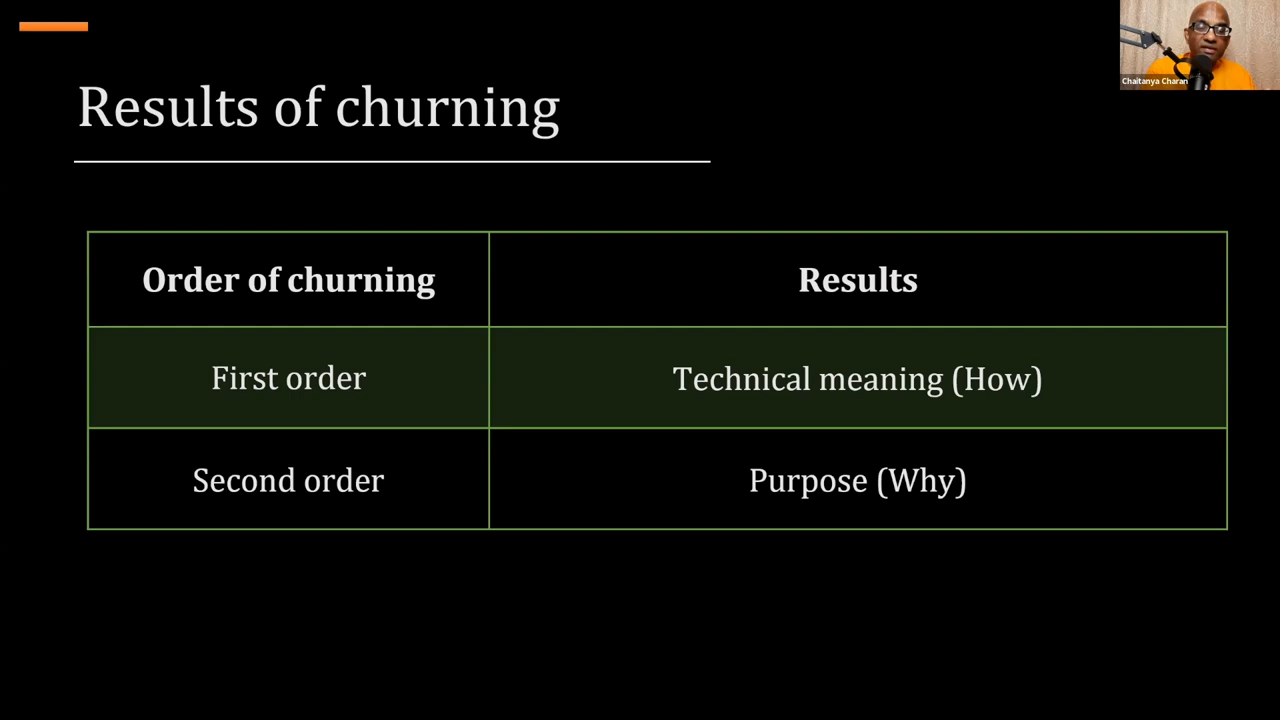 Chaitanya Charan
Results of churning
Order of churning
Results
First order
Technical meaning (How)
Second order
Purpose (Why)